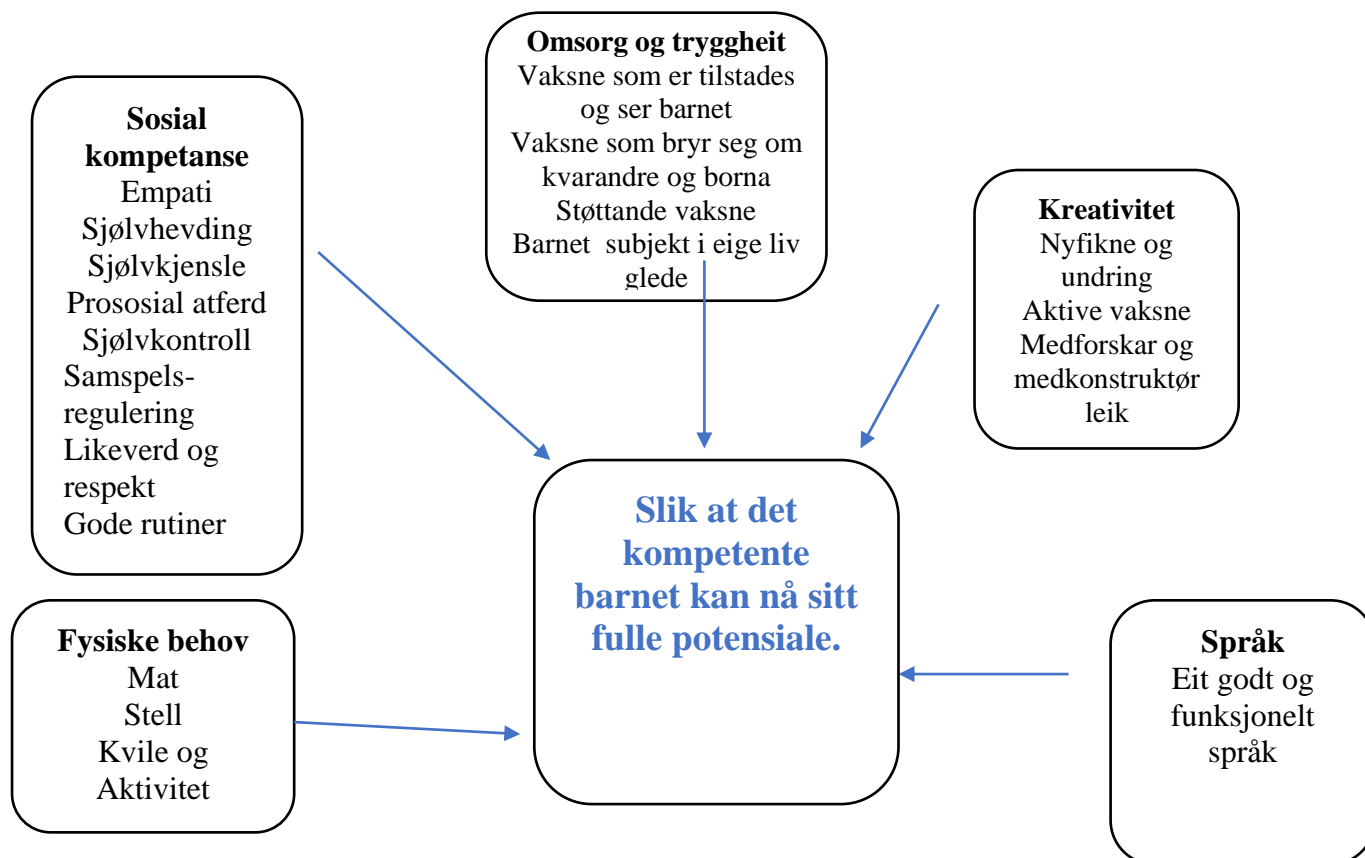 Omsorg og tryggheit
Vaksne som er tilstades
og ser barnet
Vaksne som bryr seg om
kvarandre og borna
Støttande vaksne
Barnet  subjekt i eige liv
glede
Sosial
kompetanse
Empati
Sjølvhevding
Sjølvkjensle
Prososial atferd
Sjølvkontroll
Samspels-
regulering
Likeverd og
respekt
Gode rutiner
Kreativitet
Nyfikne og
undring
Aktive vaksne
Medforskar og
medkonstruktør
leik
Slik at det
kompetente
barnet kan nå sitt
fulle potensiale.
Fysiske behov
Mat
Stell
Kvile og
Aktivitet
Språk
Eit godt og
funksjonelt
språk